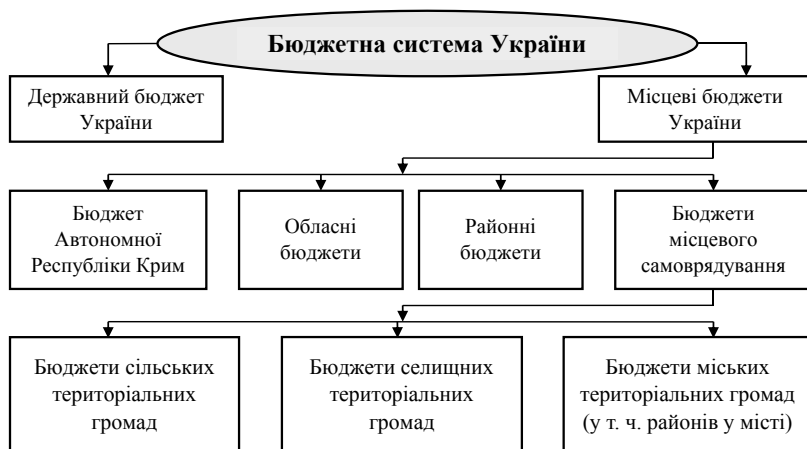 Бюджетна система України
Державний бюджет
України
Місцеві бюджети
України
Бюджет
Автономної
Республіки Крим
Обласні
бюджети
Районні
бюджети
Бюджети
місцевого
самоврядування
Бюджети сільських
територіальних
громад
Бюджети селищних
територіальних
громад
Бюджети міських
територіальних громад
(у т. ч. районів у місті)